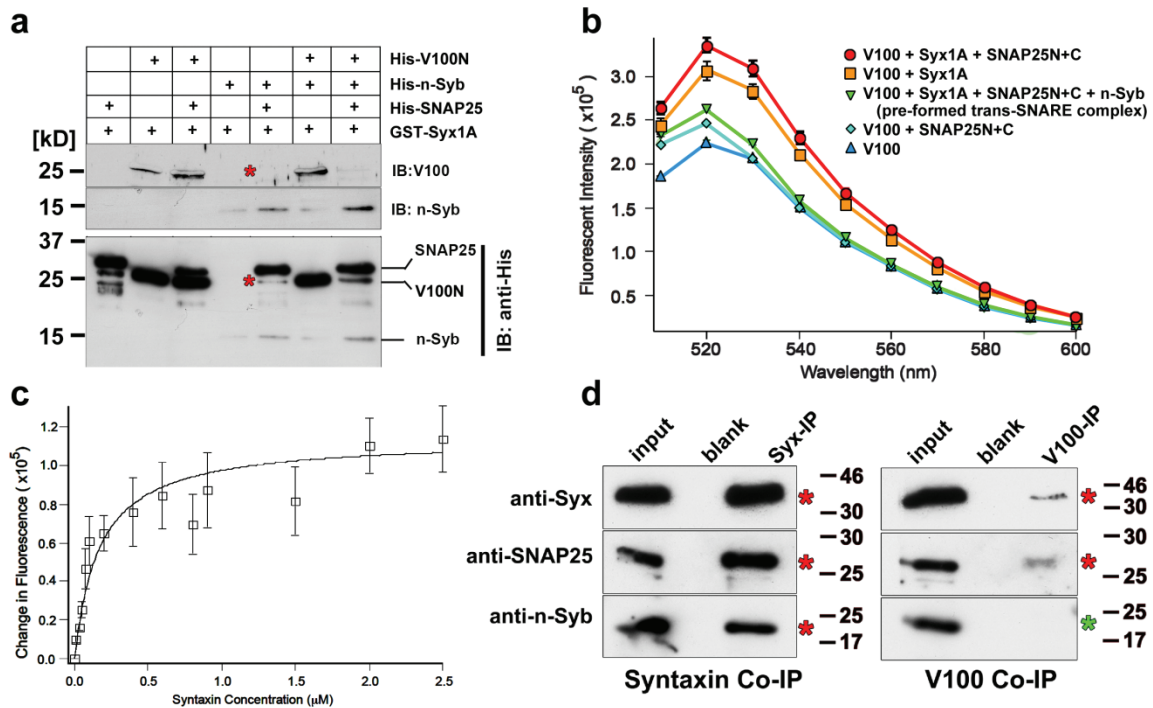 a
+ + + + His-V100N
+ + + + His-n-Syb
+ + + + His-SNAP25
+ + + + + + + GST-Syx1A
[kD]
25 * IB:V100
15 IB: n-Syb
37
SNAP25
25 *
V100N
15 n-Syb
IB: anti-His
b
Fluorescent Intensity ( x10⁵)
3.0
2.5
2.0
1.5
1.0
0.5
520 540 560 580 600
Wavelength (nm)
V100 + Syx1A + SNAP25N+C
V100 + Syx1A
V100 + Syx1A + SNAP25N+C + n-Syb
(pre-formed trans-SNARE complex)
V100 + SNAP25N+C
V100
c
Change in Fluorescence ( x10⁵)
1.2
1.0
0.8
0.6
0.4
0.2
0.0
0.0 0.5 1.0 1.5 2.0 2.5
Syntaxin Concentration (μM)
d
input blank Syx-IP
input blank V100-IP
anti-Syx * – 46 * – 46
– 30 – 30
anti-SNAP25 – 30 – 30
* – 25 * – 25
anti-n-Syb * – 25 * – 25
– 17 – 17
Syntaxin Co-IP
V100 Co-IP